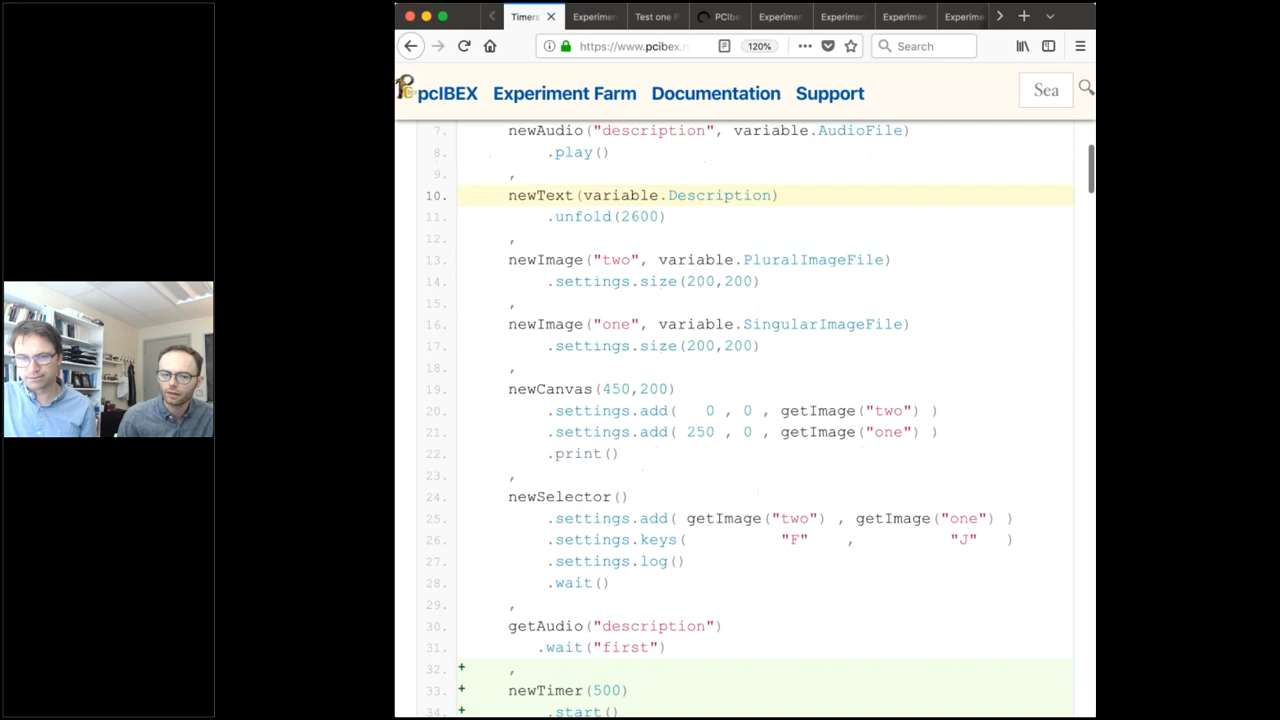 Timers
Experimen
Test one P
PCIbe
Experimen
Experimen
Experimen
Experime
https://www.pcibex.n
120%
Search
pcIBEX
Experiment Farm
Documentation
Support
Sea
7. newAudio("description", variable.AudioFile)
8. .play()
9. ,
10. newText(variable.Description)
11. .unfold(2600)
12. ,
13. newImage("two", variable.PluralImageFile)
14. .settings.size(200,200)
15. ,
16. newImage("one", variable.SingularImageFile)
17. .settings.size(200,200)
18. ,
19. newCanvas(450,200)
20. .settings.add( 0 , 0 , getImage("two") )
21. .settings.add( 250 , 0 , getImage("one") )
22. .print()
23. ,
24. newSelector()
25. .settings.add( getImage("two") , getImage("one") )
26. .settings.keys( "F" , "J" )
27. .settings.log()
28. .wait()
29. ,
30. getAudio("description")
31. .wait("first")
32. + ,
33. + newTimer(500)
34. + .start()